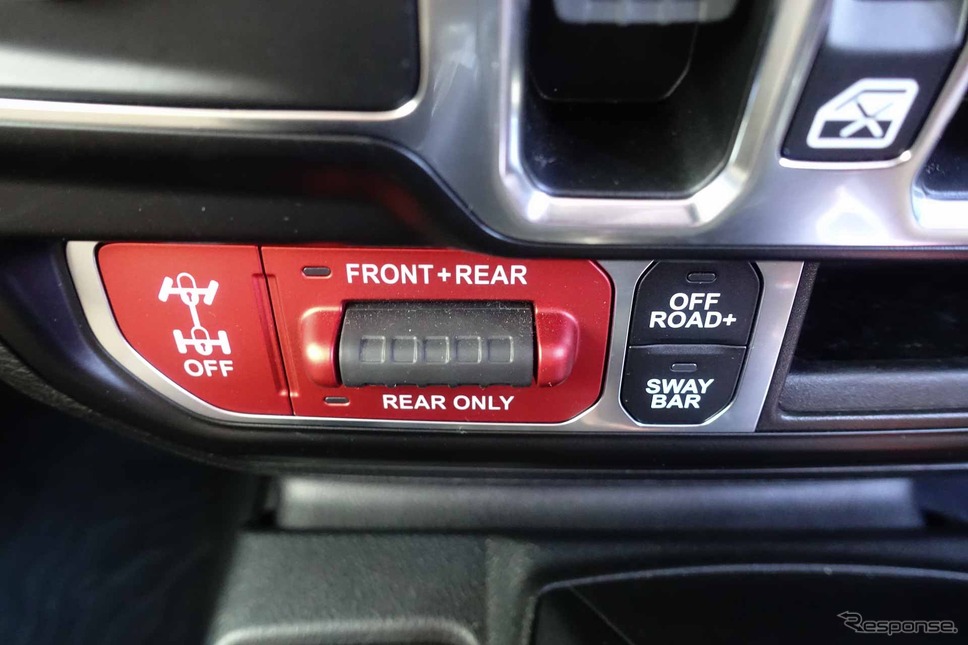 FRONT+REAR
OFF
REAR ONLY
OFF
ROAD+
SWAY
BAR
Response.